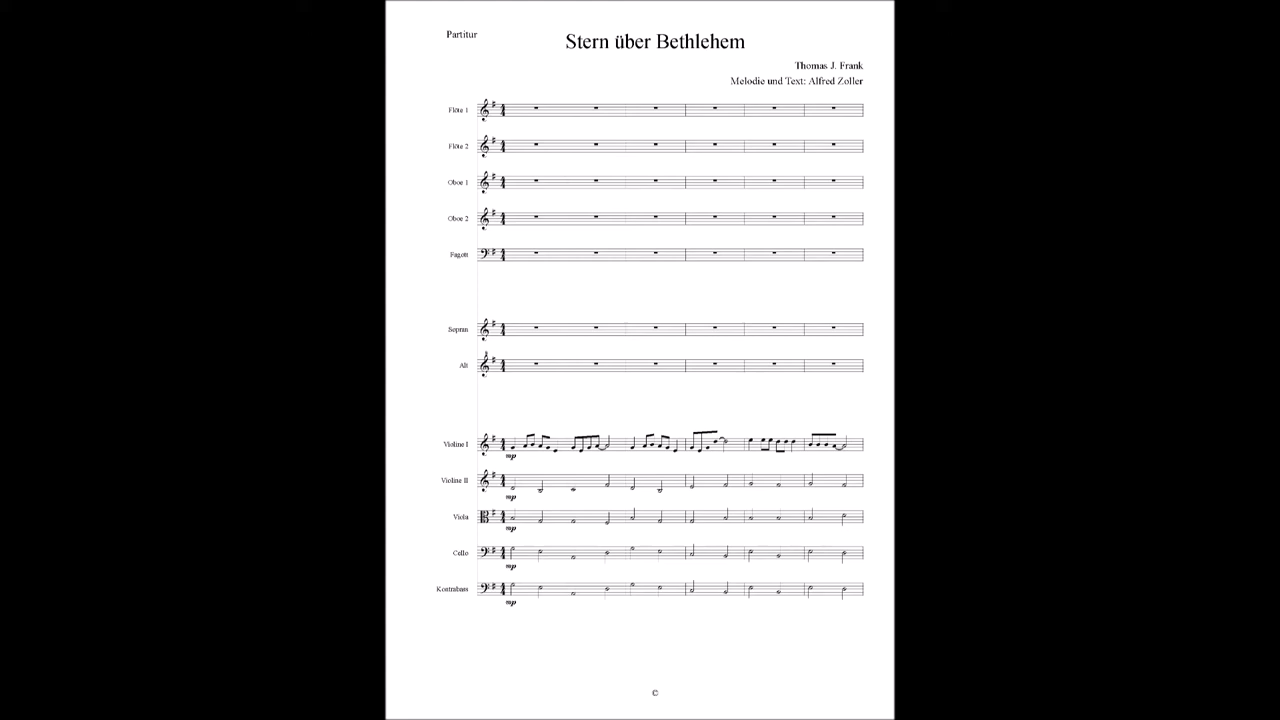 Partitur
Stern über Bethlehem
Thomas J. Frank
Melodie und Text: Alfred Zoller
Flöte 1
Flöte 2
Oboe 1
Oboe 2
Fagott
Sopran
Alt
Violine I
mp
Violine II
mp
Viola
mp
Cello
mp
Kontrabass
mp
©